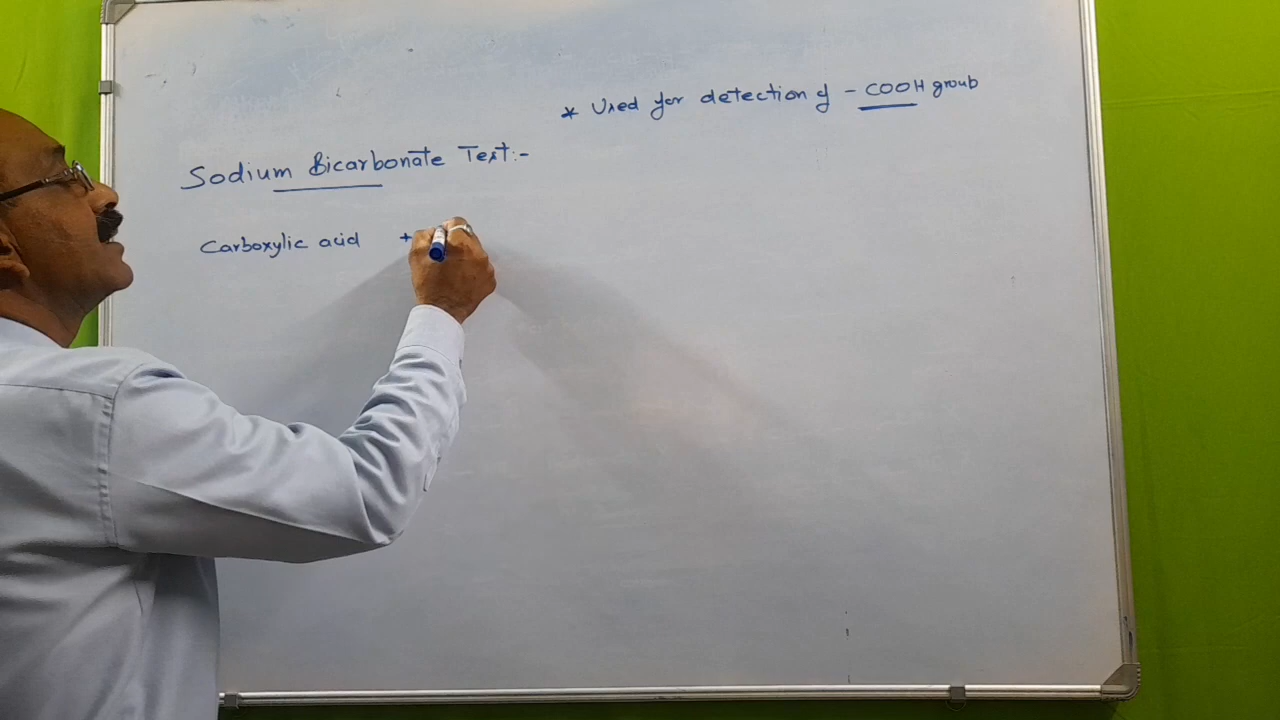 * Used for detection of - COOH group
Sodium Bicarbonate Test:-
Carboxylic acid +